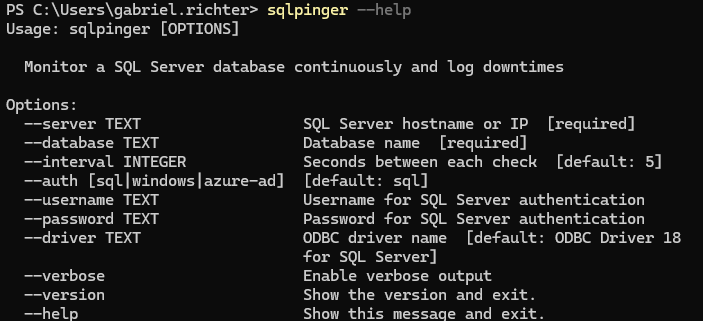 PS C:\Users\gabriel.richter> sqlpinger --help
Usage: sqlpinger [OPTIONS]
Monitor a SQL Server database continuously and log downtimes
Options:
--server TEXT SQL Server hostname or IP [required]
--database TEXT Database name [required]
--interval INTEGER Seconds between each check [default: 5]
--auth [sql|windows|azure-ad] [default: sql]
--username TEXT Username for SQL Server authentication
--password TEXT Password for SQL Server authentication
--driver TEXT ODBC driver name [default: ODBC Driver 18
for SQL Server]
--verbose Enable verbose output
--version Show the version and exit.
--help Show this message and exit.